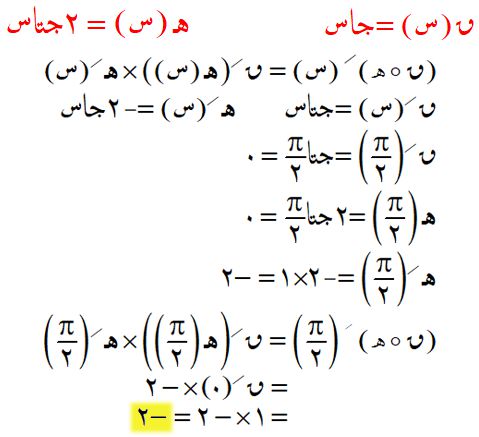 ق(س) =جاس     هـ(س) = ٢جتاس
(ق ○ هـ)´(س) = ق´(هـ(س))×هـ´(س)
ق´(س) =جتاس     هـ´(س) =–٢جاس
ق´(π/٢) =جتا π/٢ = ٠
هـ(π/٢) =٢جتا π/٢ = ٠
هـ´(π/٢) =–٢×١ = –٢
(ق ○ هـ)´(π/٢) = ق´(هـ(π/٢))×هـ´(π/٢)
= ق´(٠)×–٢
=١×–٢ = –٢